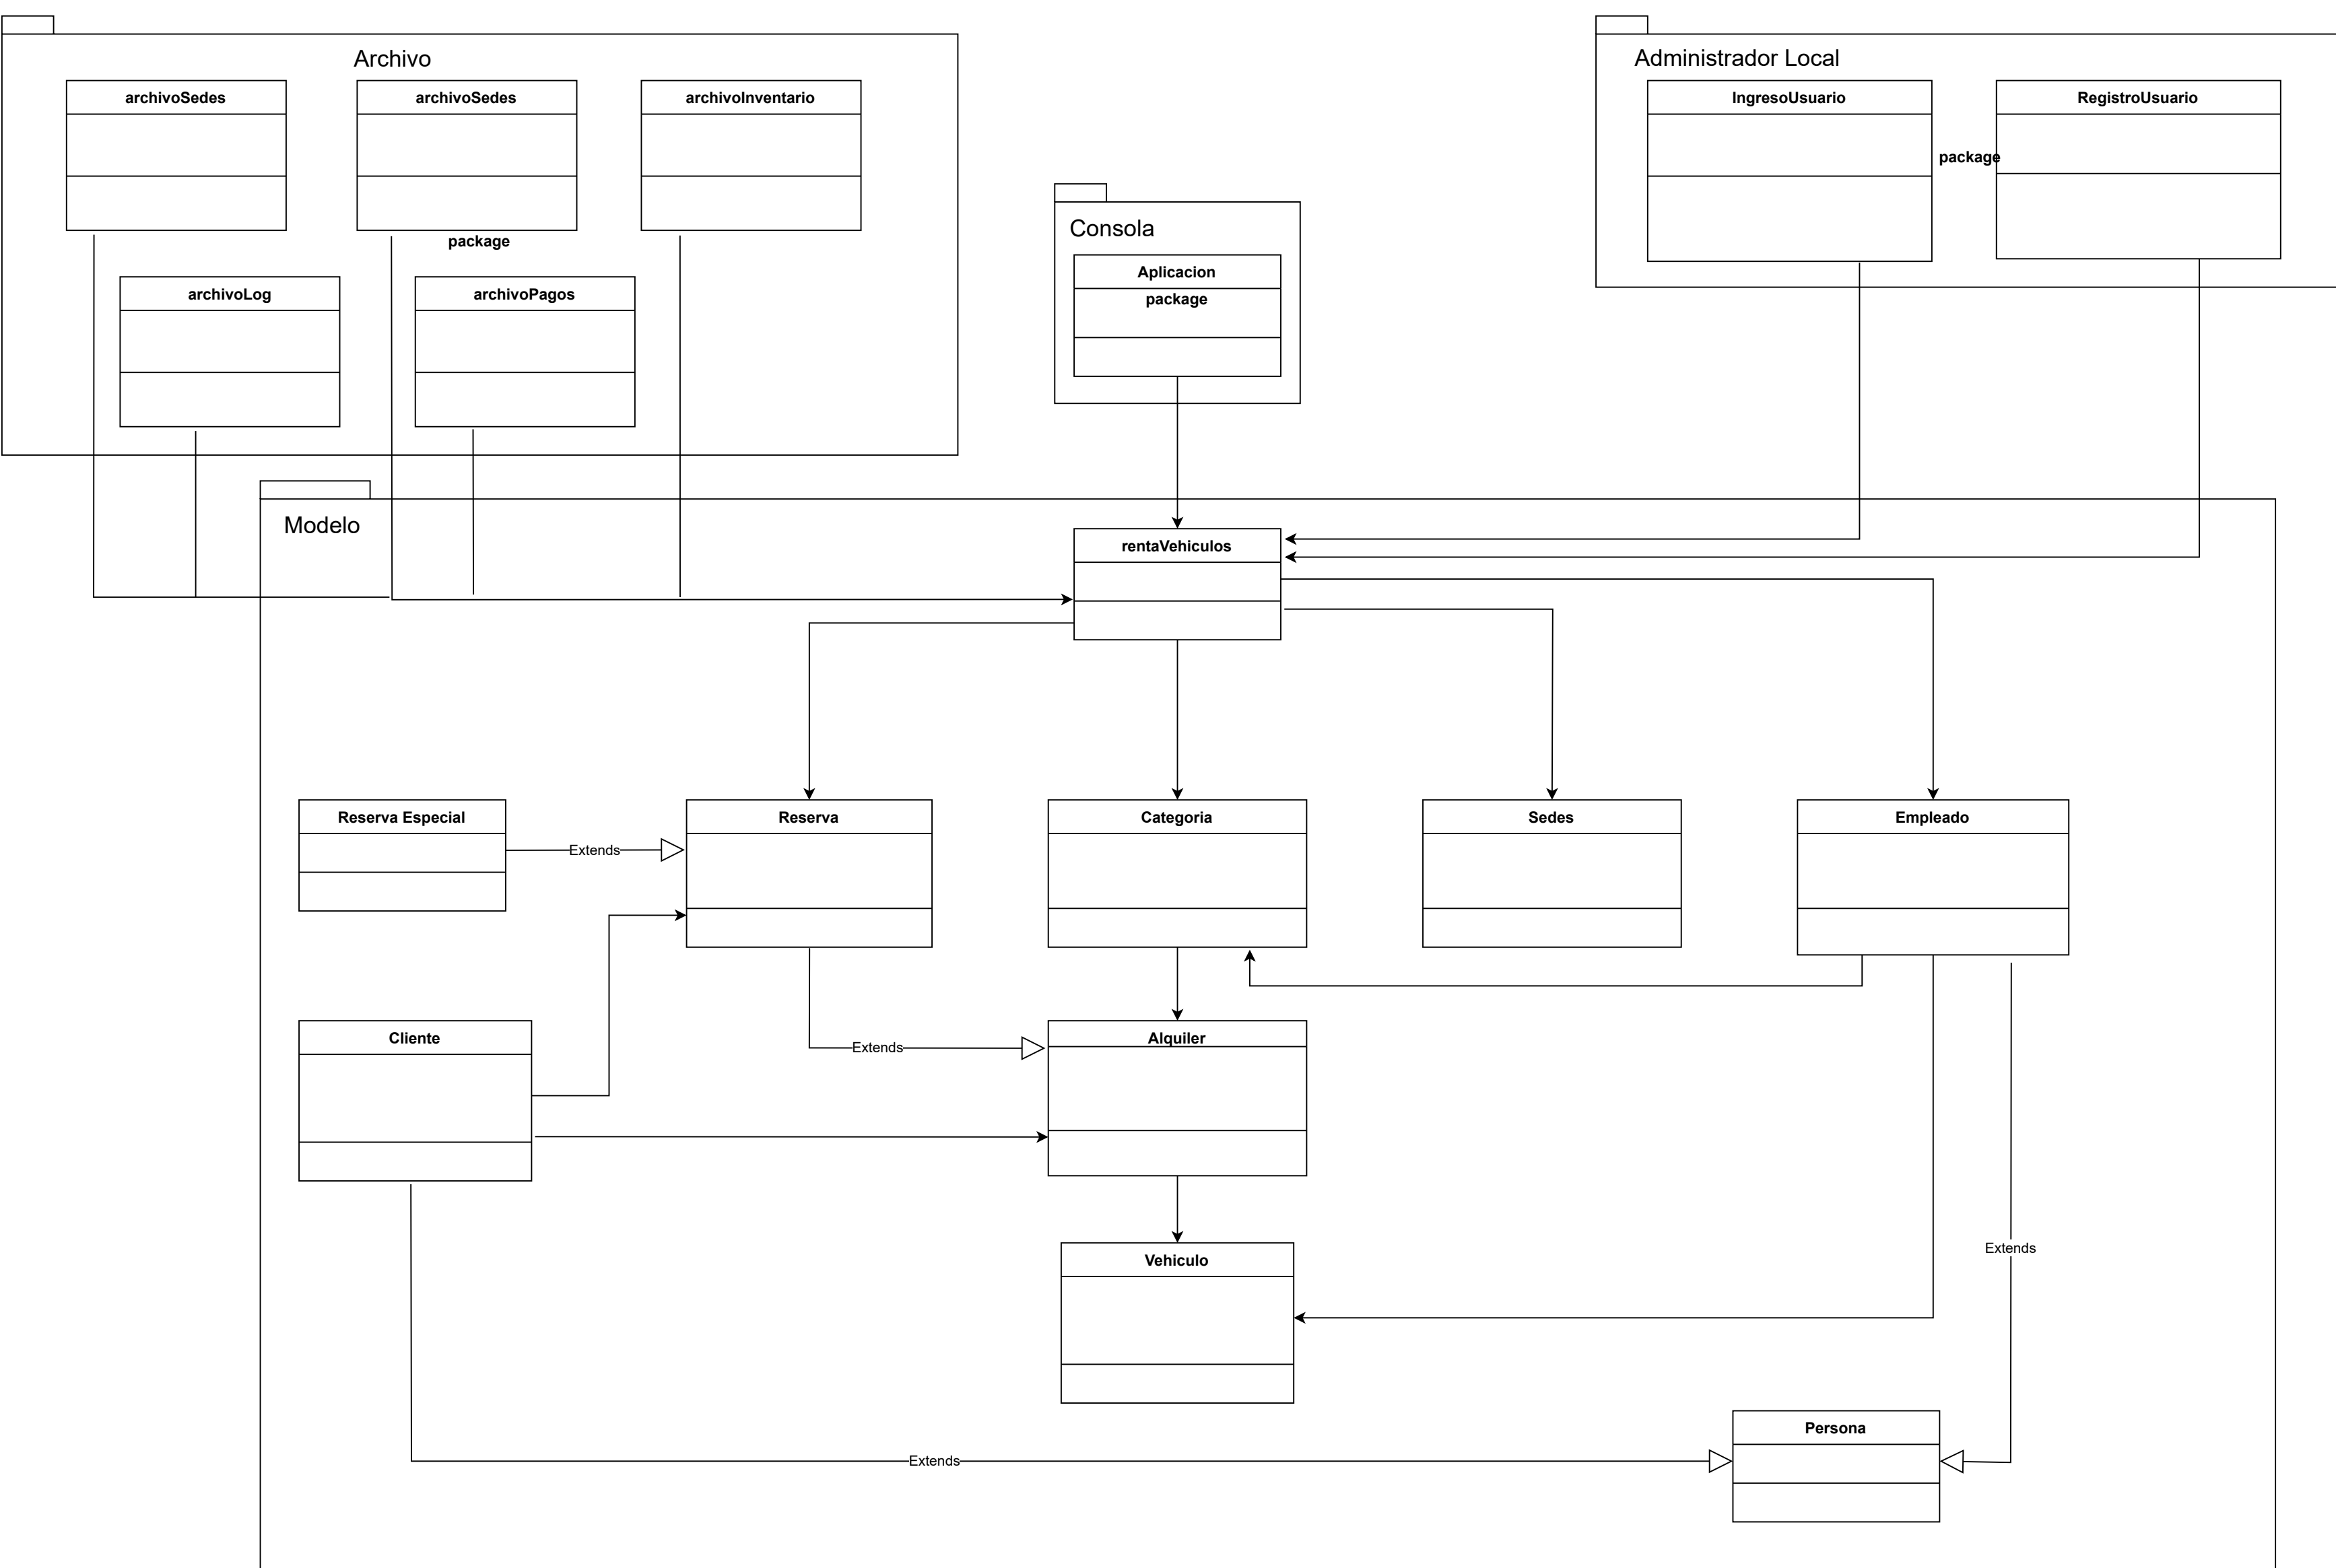 Archivo
Administrador Local
archivoSedes
archivoSedes
archivoInventario
IngresoUsuario
RegistroUsuario
package
Consola
package
Aplicacion
archivoLog
archivoPagos
package
Modelo
rentaVehiculos
Reserva Especial
Reserva
Categoria
Sedes
Empleado
Extends
Cliente
Alquiler
Extends
Vehiculo
Extends
Persona
Extends